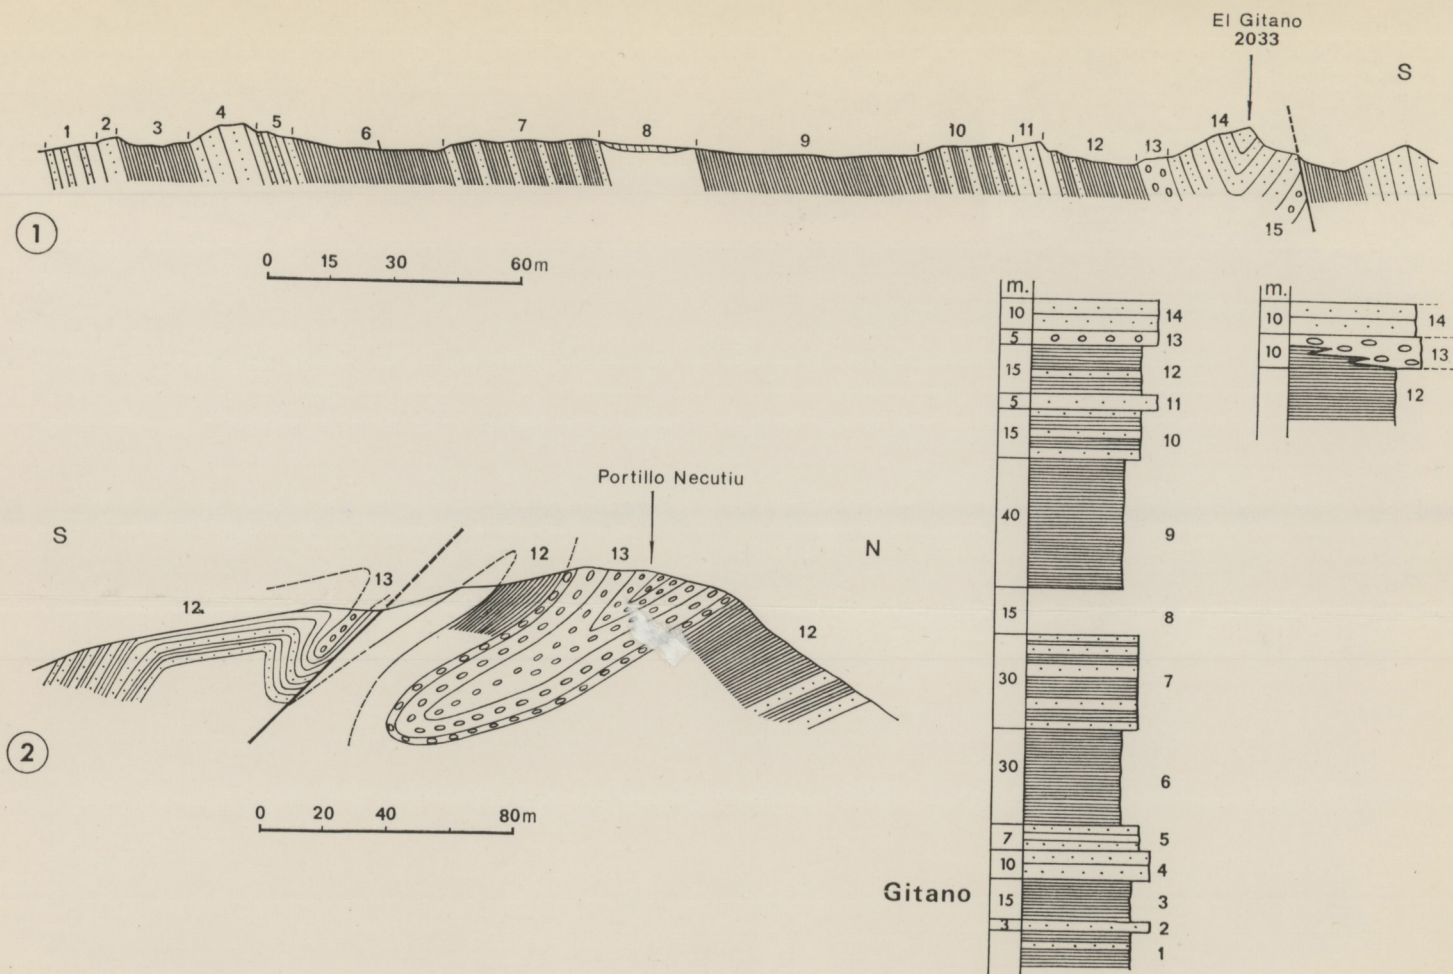 El Gitano
2033
S
1 2 3 4 5 6 7 8 9 10 11 12 13 14
15
1
0 15 30 60m
m.
10 14
5 13
15 12
5 11
15 10
40 9
15 8
30 7
30 6
7 5
10 4
15 3
3 2
1
Gitano
m.
10 14
10 13
12
Portillo Necutiu
S
N
12. 13 12 13 12
2
0 20 40 80m